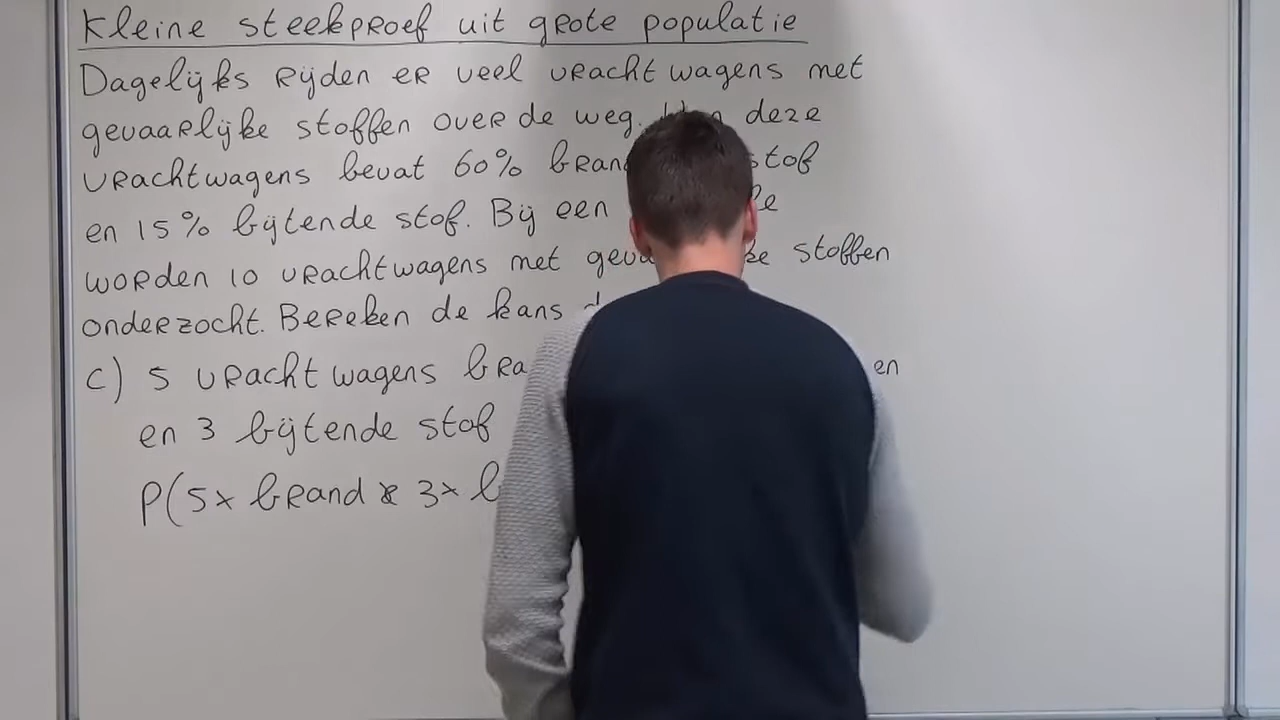 Kleine steekproef uit grote populatie
Dagelijks rijden er veel vrachtwagens met
gevaarlijke stoffen over de weg. deze
vrachtwagens bevat 60% stof
en 15% bijtende stof. Bij een
worden 10 vrachtwagens met stoffen
onderzocht. Bereken de kans
c) 5 vrachtwagens en
en 3 bijtende stof
P(5x brand & 3x